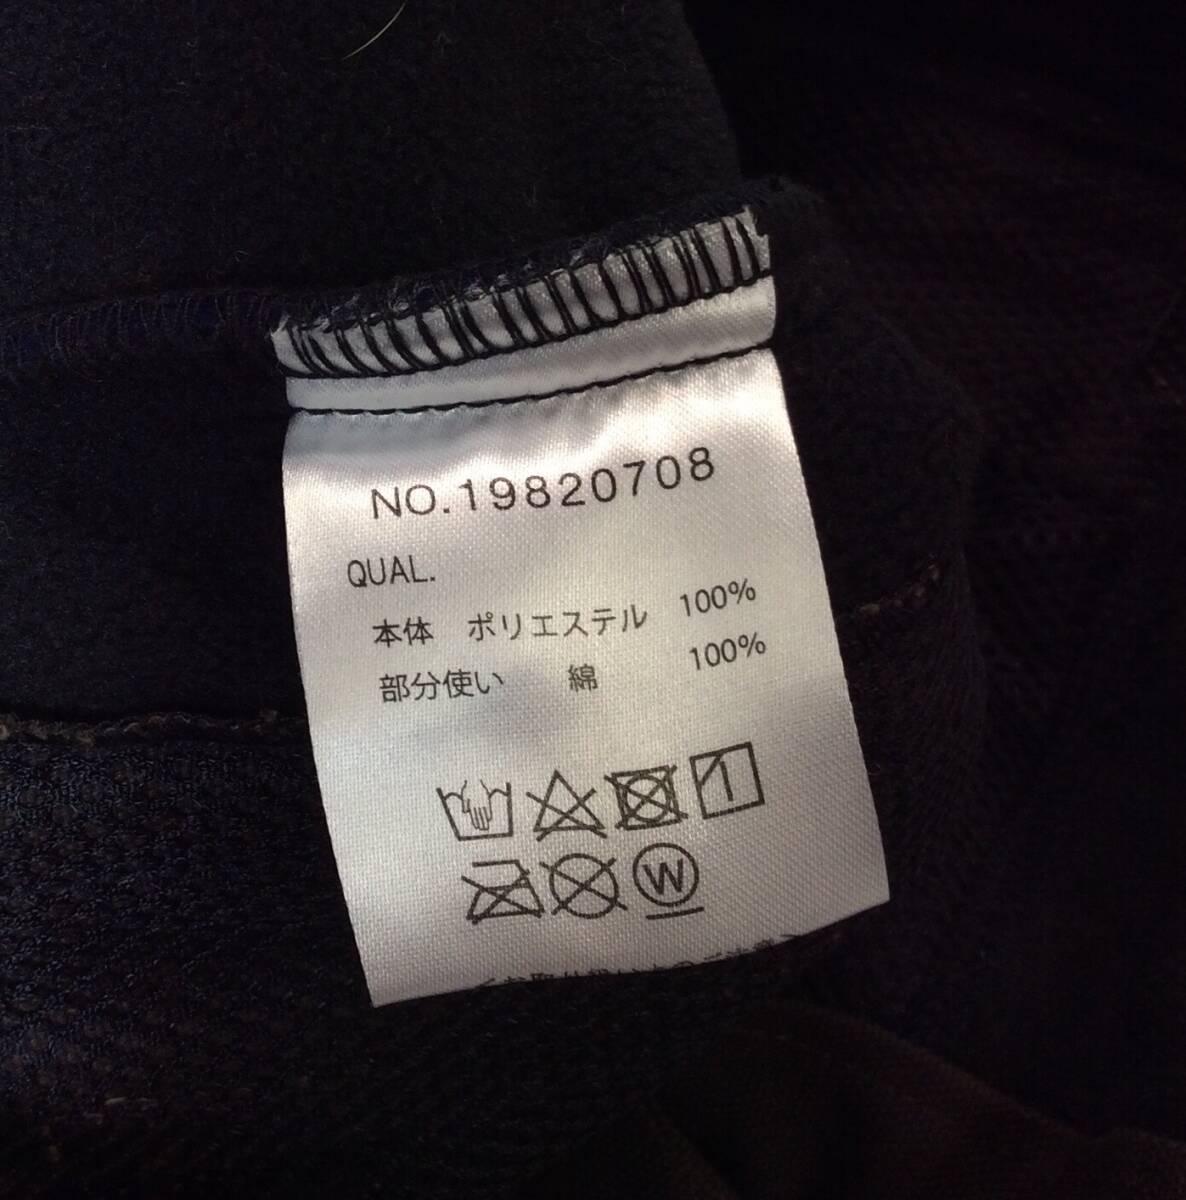 NO.19820708
QUAL.
本体 ポリエステル 100%
部分使い 綿 100%
W